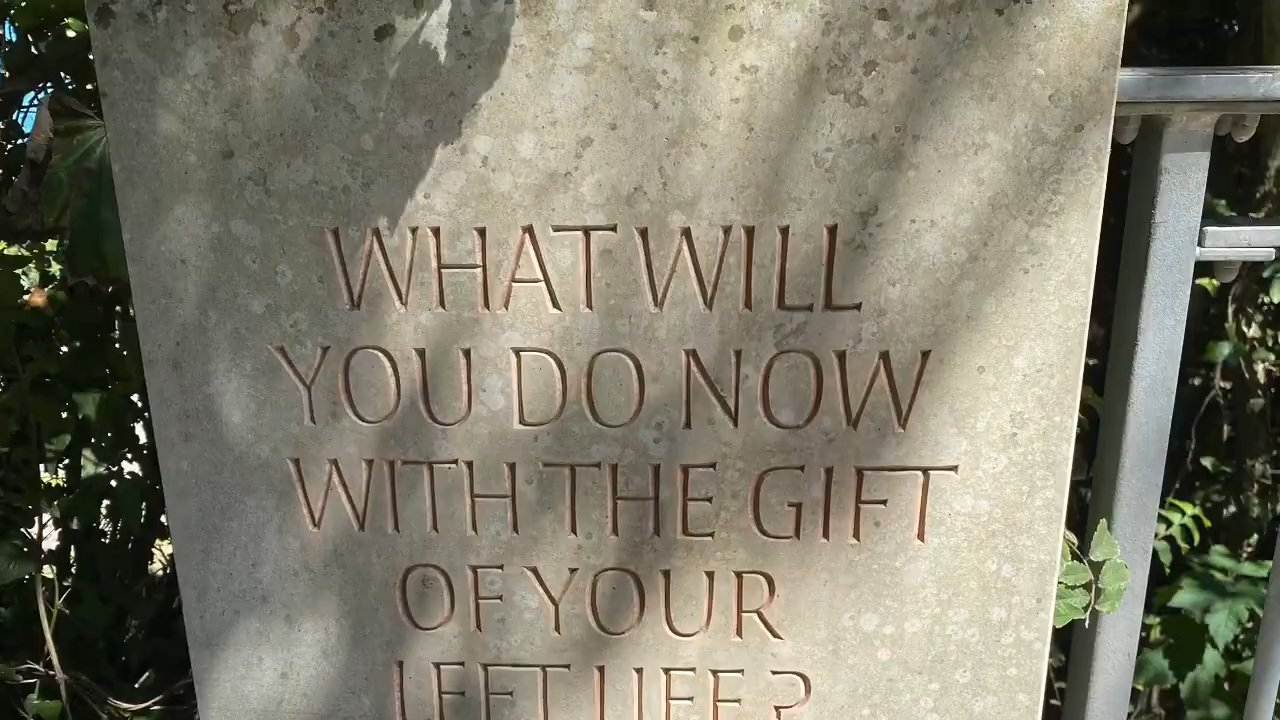 WHAT WILL
YOU DO NOW
WITH THE GIFT
OF YOUR
LEFT LIFE?